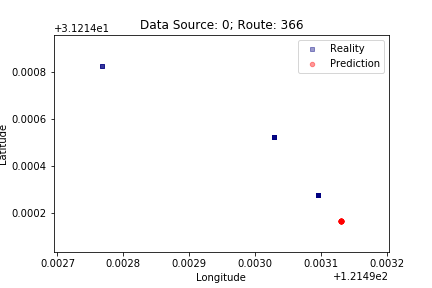 Data Source: 0; Route: 366
+3.1214e1
Reality
Prediction
0.0008
0.0006
0.0004
0.0002
Latitude
0.0027 0.0028 0.0029 0.0030 0.0031 0.0032
Longitude
+1.2149e2